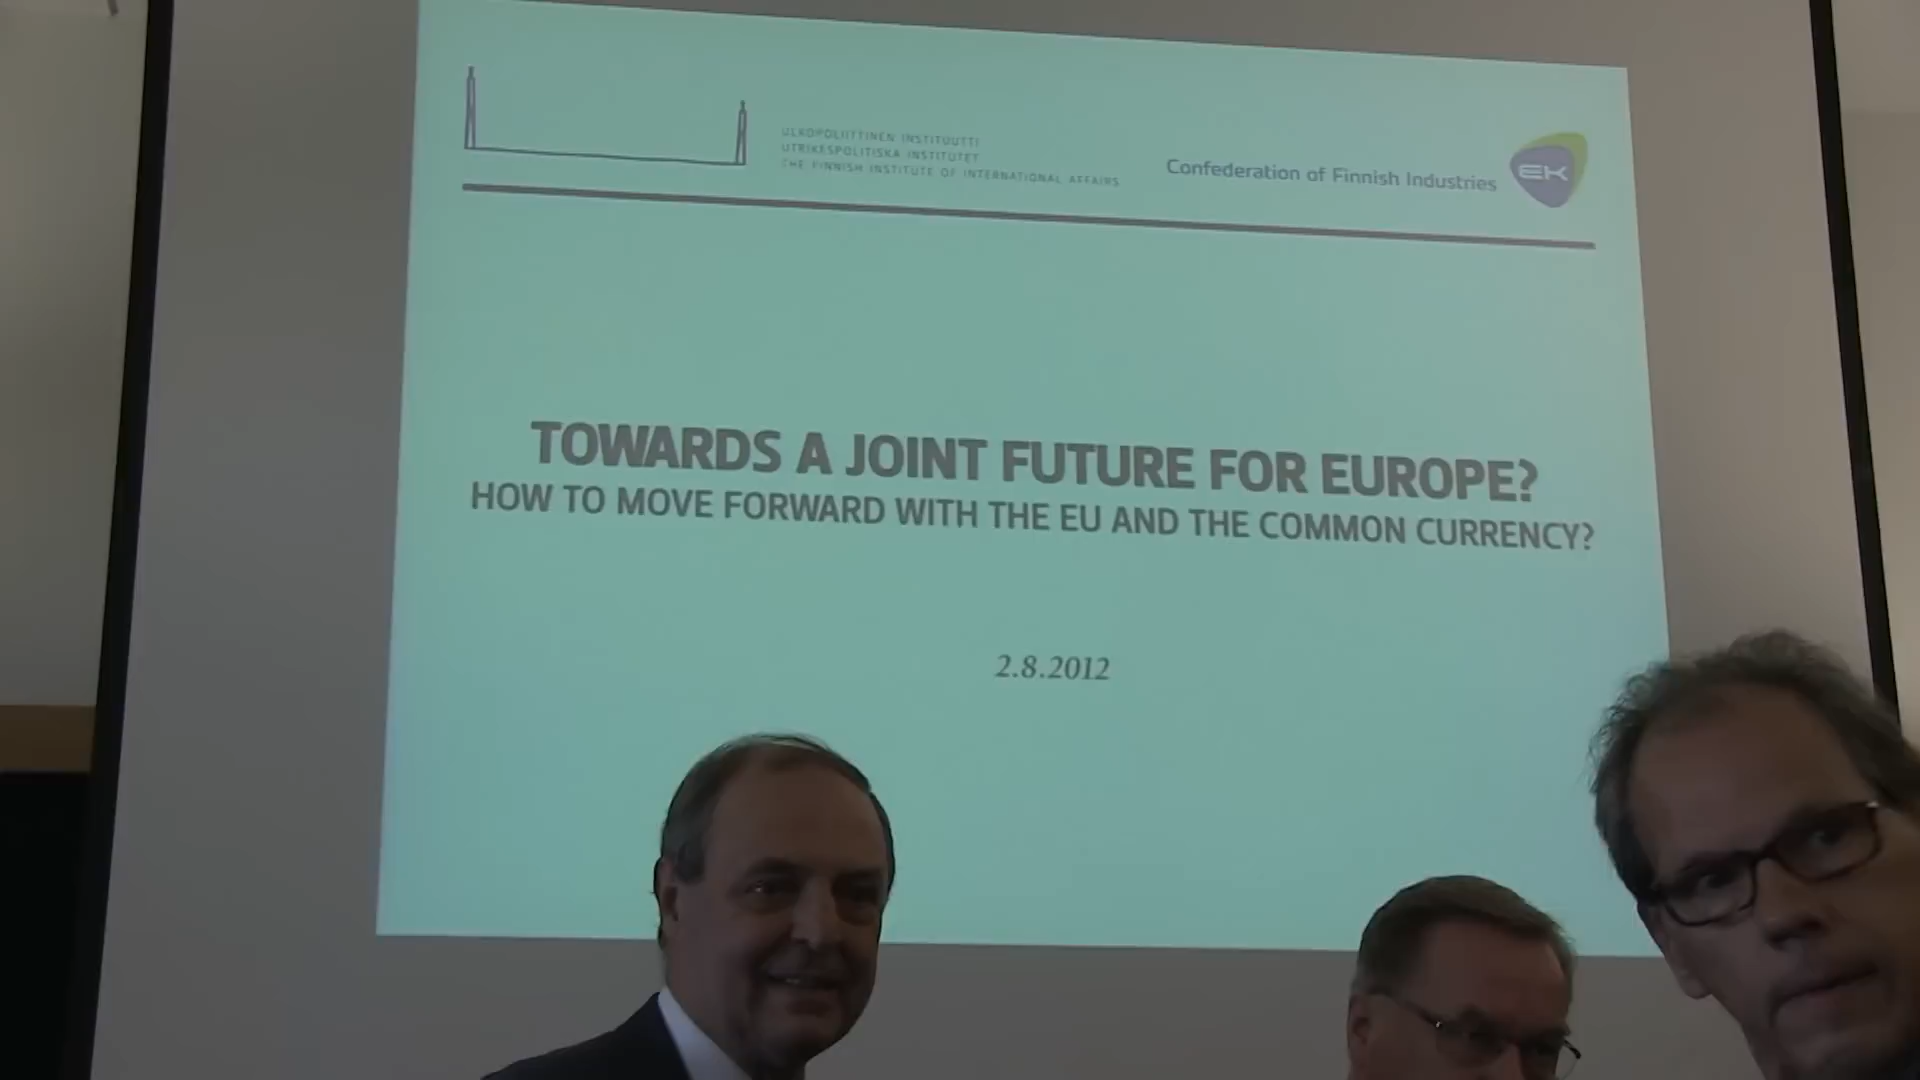 ULKOPOLIITTINEN INSTITUUTTI
UTRIKESPOLITISKA INSTITUTET
THE FINNISH INSTITUTE OF INTERNATIONAL AFFAIRS
Confederation of Finnish Industries
EK
TOWARDS A JOINT FUTURE FOR EUROPE?
HOW TO MOVE FORWARD WITH THE EU AND THE COMMON CURRENCY?
2.8.2012